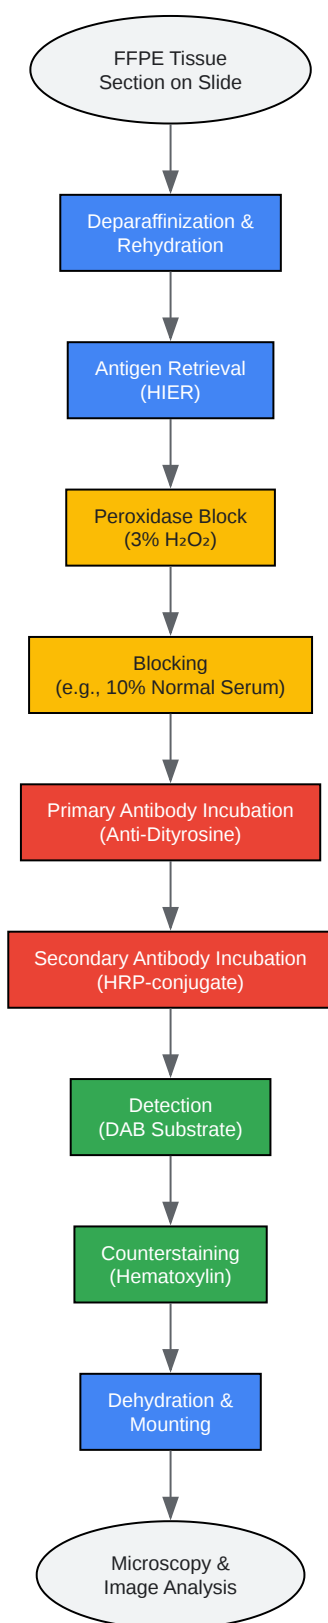 FFPE Tissue
Section on Slide
Deparaffinization &
Rehydration
Antigen Retrieval
(HIER)
Peroxidase Block
(3% H₂O₂)
Blocking
(e.g., 10% Normal Serum)
Primary Antibody Incubation
(Anti-Dityrosine)
Secondary Antibody Incubation
(HRP-conjugate)
Detection
(DAB Substrate)
Counterstaining
(Hematoxylin)
Dehydration &
Mounting
Microscopy &
Image Analysis